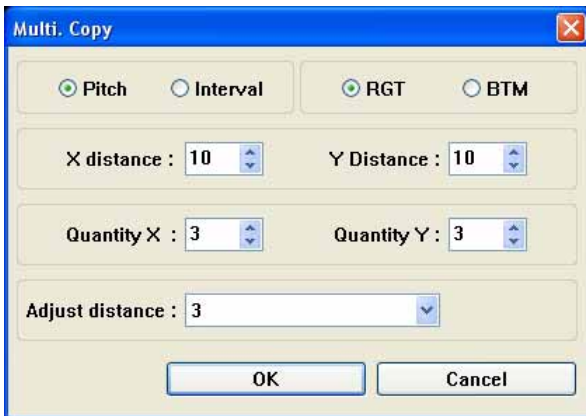 Multi. Copy
Pitch Interval RGT BTM
X distance : 10 Y Distance : 10
Quantity X : 3 Quantity Y : 3
Adjust distance : 3
OK Cancel